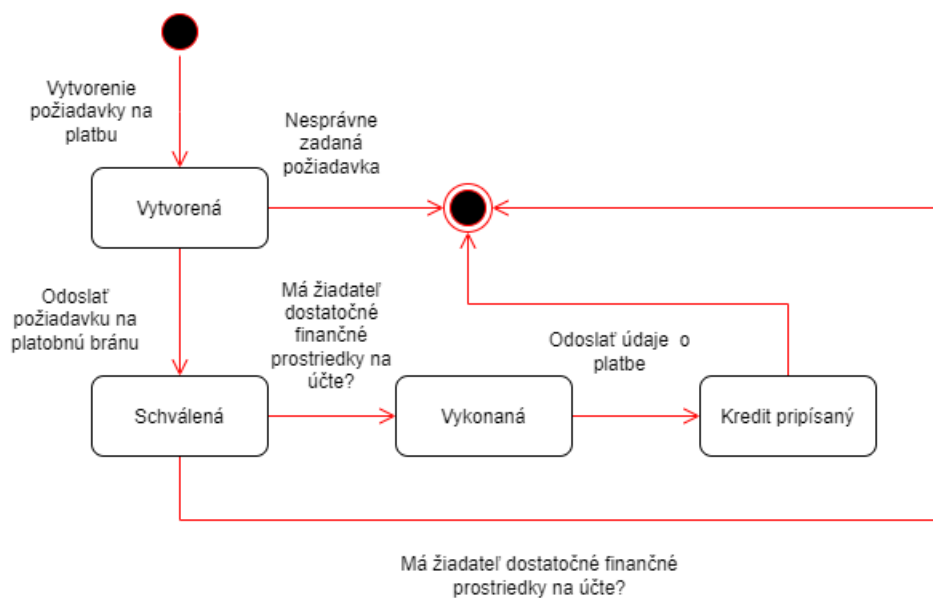 Vytvorenie
požiadavky na
platbu
Nesprávne
zadaná
požiadavka
Vytvorená
Odoslať
požiadavku na
platobnú bránu
Má žiadateľ
dostatočné
finančné
prostriedky na
účte?
Odoslať údaje o
platbe
Schválená
Vykonaná
Kredit pripísaný
Má žiadateľ dostatočné finančné
prostriedky na účte?